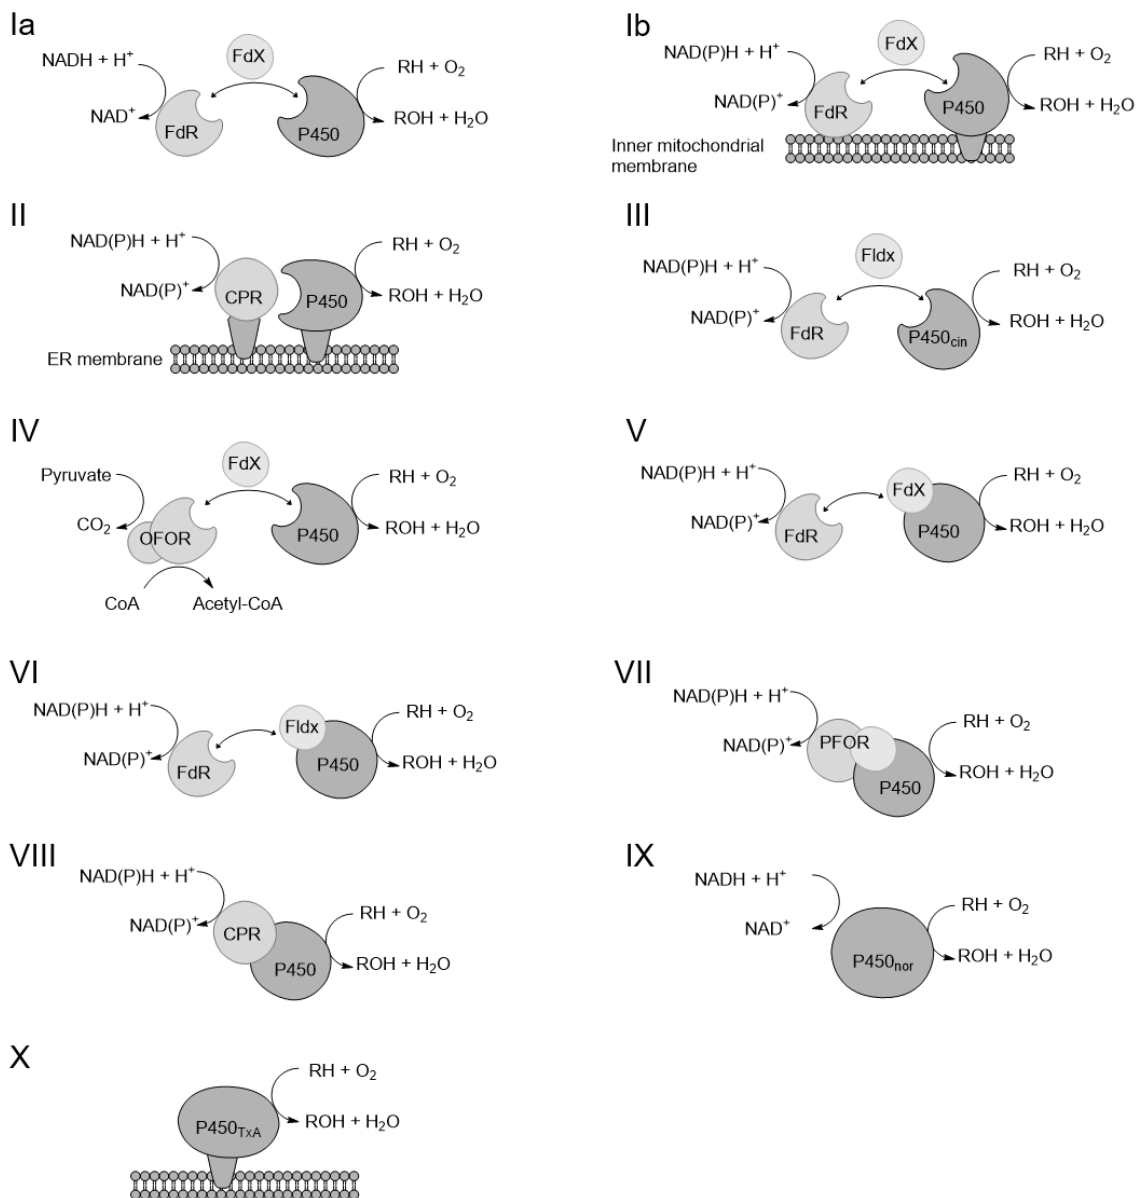 Ia
NADH + H⁺
FdX
RH + O₂
NAD⁺
FdR
P450
ROH + H₂O
Ib
NAD(P)H + H⁺
FdX
RH + O₂
NAD(P)⁺
FdR
P450
ROH + H₂O
Inner mitochondrial
membrane
II
NAD(P)H + H⁺
RH + O₂
NAD(P)⁺
CPR
P450
ROH + H₂O
ER membrane
III
NAD(P)H + H⁺
Fldx
RH + O₂
NAD(P)⁺
FdR
P450cin
ROH + H₂O
IV
Pyruvate
FdX
RH + O₂
CO₂
OFOR
P450
ROH + H₂O
CoA
Acetyl-CoA
V
NAD(P)H + H⁺
FdX
RH + O₂
NAD(P)⁺
FdR
P450
ROH + H₂O
VI
NAD(P)H + H⁺
Fldx
RH + O₂
NAD(P)⁺
FdR
P450
ROH + H₂O
VII
NAD(P)H + H⁺
RH + O₂
NAD(P)⁺
PFOR
P450
ROH + H₂O
VIII
NAD(P)H + H⁺
RH + O₂
NAD(P)⁺
CPR
P450
ROH + H₂O
IX
NADH + H⁺
RH + O₂
NAD⁺
P450nor
ROH + H₂O
X
RH + O₂
P450TxA
ROH + H₂O